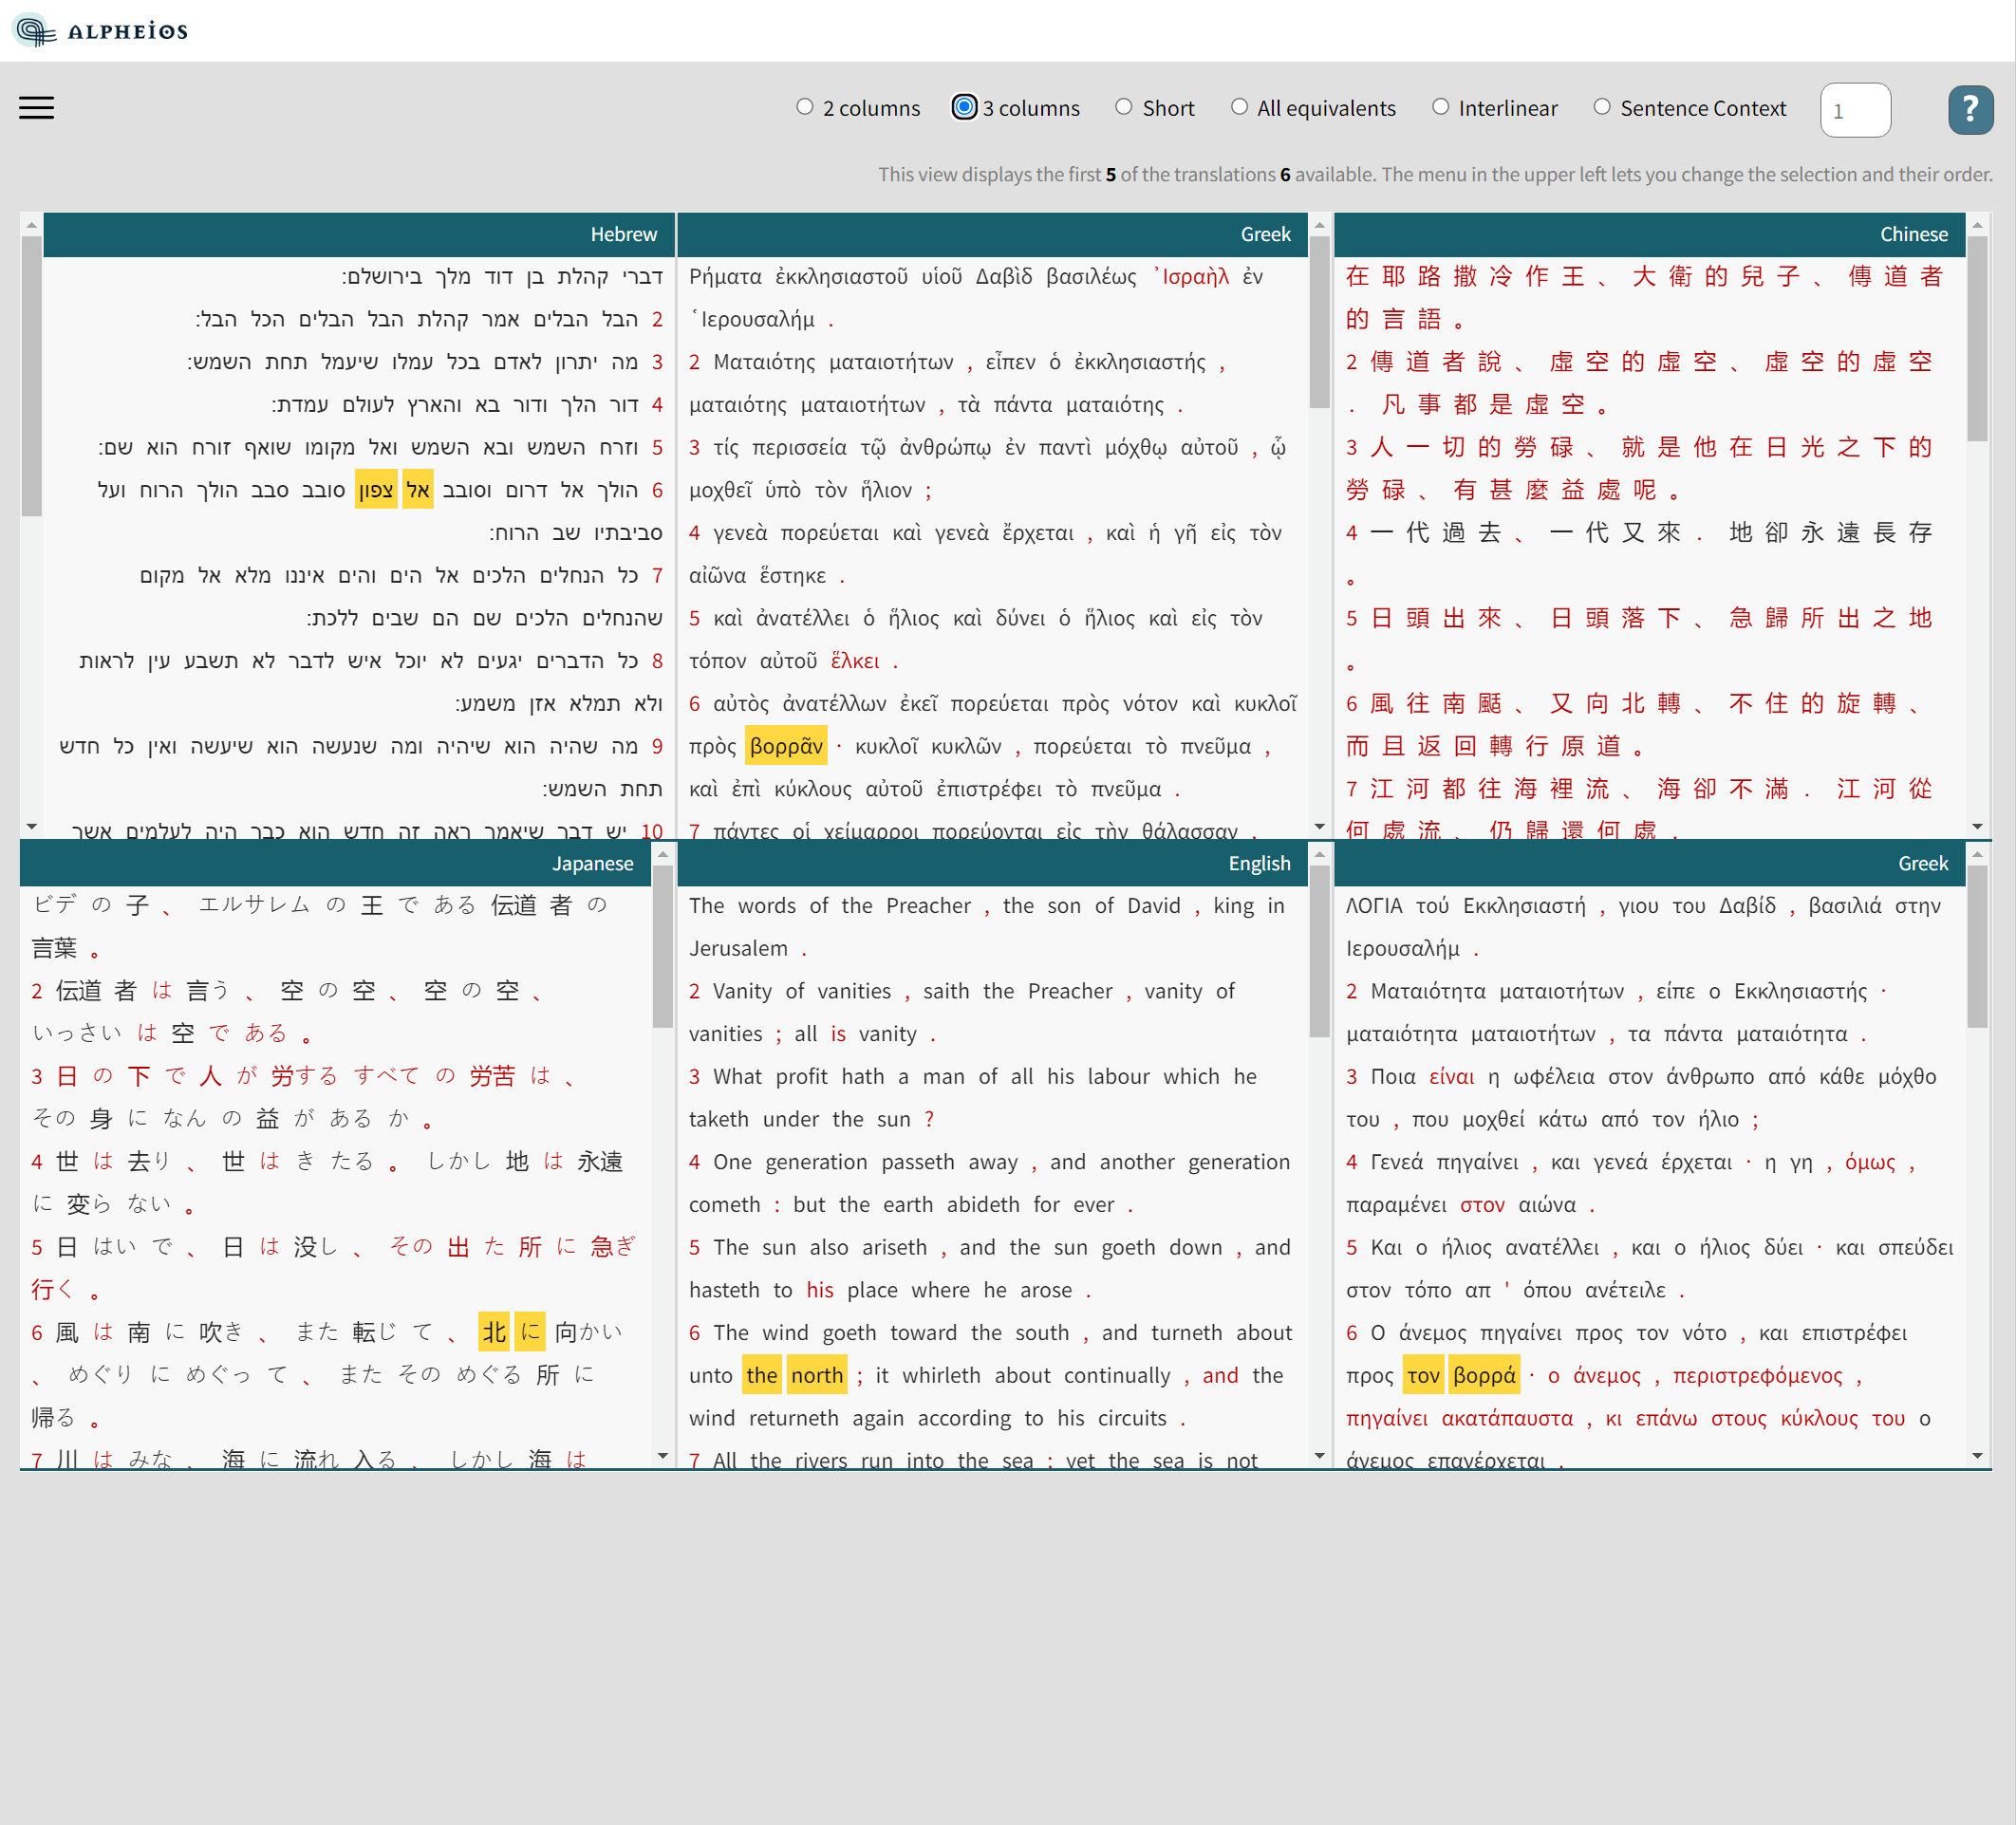 ALPHEIOS
2 columns 3 columns Short All equivalents Interlinear Sentence Context 1 ?
This view displays the first 5 of the translations 6 available. The menu in the upper left lets you change the selection and their order.
Hebrew
דברי קהלת בן דוד מלך בירושלם:
2 הבל הבלים אמר קהלת הבל הבלים הכל הבל:
3 מה יתרון לאדם בכל עמלו שיעמל תחת השמש:
4 דור הלך ודור בא והארץ לעולם עמדת:
5 וזרח השמש ובא השמש ואל מקומו שואף זורח הוא שם:
6 הולך אל דרום וסובב אל צפון סובב סבב הולך הרוח ועל
סביבתיו שב הרוח:
7 כל הנחלים הלכים אל הים והים איננו מלא אל מקום
שהנחלים הלכים שם הם שבים ללכת:
8 כל הדברים יגעים לא יוכל איש לדבר לא תשבע עין לראות
ולא תמלא אזן משמע:
9 מה שהיה הוא שיהיה ומה שנעשה הוא שיעשה ואין כל חדש
תחת השמש:
10 יש דבר שיאמר ראה זה חדש הוא כבר היה לעלמים אשר
Greek
Ρήματα ἐκκλησιαστοῦ υἱοῦ Δαβὶδ βασιλέως ᾿Ισραὴλ ἐν
῾Ιερουσαλήμ .
2 Ματαιότης ματαιοτήτων , εἶπεν ὁ ἐκκλησιαστής ,
ματαιότης ματαιοτήτων , τὰ πάντα ματαιότης .
3 τίς περισσεία τῷ ἀνθρώπῳ ἐν παντὶ μόχθῳ αὐτοῦ , ᾧ
μοχθεῖ ὑπὸ τὸν ἥλιον ;
4 γενεὰ πορεύεται καὶ γενεὰ ἔρχεται , καὶ ἡ γῆ εἰς τὸν
αἰῶνα ἕστηκε .
5 καὶ ἀνατέλλει ὁ ἥλιος καὶ δύνει ὁ ἥλιος καὶ εἰς τὸν
τόπον αὐτοῦ ἕλκει .
6 αὐτὸς ἀνατέλλων ἐκεῖ πορεύεται πρὸς νότον καὶ κυκλοῖ
πρὸς βορρᾶν · κυκλοῖ κυκλῶν , πορεύεται τὸ πνεῦμα ,
καὶ ἐπὶ κύκλους αὐτοῦ ἐπιστρέφει τὸ πνεῦμα .
7 πάντες οἱ χείμαρροι πορεύονται εἰς τὴν θάλασσαν ,
Chinese
在 耶 路 撒 冷 作 王 、 大 衛 的 兒 子 、 傳 道 者
的 言 語 。
2 傳 道 者 說 、 虛 空 的 虛 空 、 虛 空 的 虛 空
． 凡 事 都 是 虛 空 。
3 人 一 切 的 勞 碌 、 就 是 他 在 日 光 之 下 的
勞 碌 、 有 甚 麼 益 處 呢 。
4 一 代 過 去 、 一 代 又 來 ． 地 卻 永 遠 長 存
。
5 日 頭 出 來 、 日 頭 落 下 、 急 歸 所 出 之 地
。
6 風 往 南 颳 、 又 向 北 轉 、 不 住 的 旋 轉 、
而 且 返 回 轉 行 原 道 。
7 江 河 都 往 海 裡 流 、 海 卻 不 滿 ． 江 河 從
何 處 流 、 仍 歸 還 何 處 ．
Japanese
ビデ の 子 、 エルサレム の 王 で ある 伝道 者 の
言葉 。
2 伝道 者 は 言う 、 空 の 空 、 空 の 空 、
いっさい は 空 で ある 。
3 日 の 下 で 人 が 労する すべて の 労苦 は 、
その 身 に なん の 益 が ある か 。
4 世 は 去り 、 世 は き たる 。 しかし 地 は 永遠
に 変ら ない 。
5 日 はい で 、 日 は 没し 、 その 出 た 所 に 急ぎ
行く 。
6 風 は 南 に 吹き 、 また 転じ て 、 北 に 向かい
、 めぐり に めぐっ て 、 また その めぐる 所 に
帰る 。
7 川 は みな 、 海 に 流れ 入る 、 しかし 海 は
English
The words of the Preacher , the son of David , king in
Jerusalem .
2 Vanity of vanities , saith the Preacher , vanity of
vanities ; all is vanity .
3 What profit hath a man of all his labour which he
taketh under the sun ?
4 One generation passeth away , and another generation
cometh : but the earth abideth for ever .
5 The sun also ariseth , and the sun goeth down , and
hasteth to his place where he arose .
6 The wind goeth toward the south , and turneth about
unto the north ; it whirleth about continually , and the
wind returneth again according to his circuits .
7 All the rivers run into the sea ; yet the sea is not
Greek
ΛΟΓΙΑ τού Εκκλησιαστή , γιου του Δαβίδ , βασιλιά στην
Ιερουσαλήμ .
2 Ματαιότητα ματαιοτήτων , είπε ο Εκκλησιαστής ·
ματαιότητα ματαιοτήτων , τα πάντα ματαιότητα .
3 Ποια είναι η ωφέλεια στον άνθρωπο από κάθε μόχθο
του , που μοχθεί κάτω από τον ήλιο ;
4 Γενεά πηγαίνει , και γενεά έρχεται · η γη , όμως ,
παραμένει στον αιώνα .
5 Και ο ήλιος ανατέλλει , και ο ήλιος δύει · και σπεύδει
στον τόπο απ ' όπου ανέτειλε .
6 Ο άνεμος πηγαίνει προς τον νότο , και επιστρέφει
προς τον βορρά · ο άνεμος , περιστρεφόμενος ,
πηγαίνει ακατάπαυστα , κι επάνω στους κύκλους του ο
άνεμος επανέρχεται .